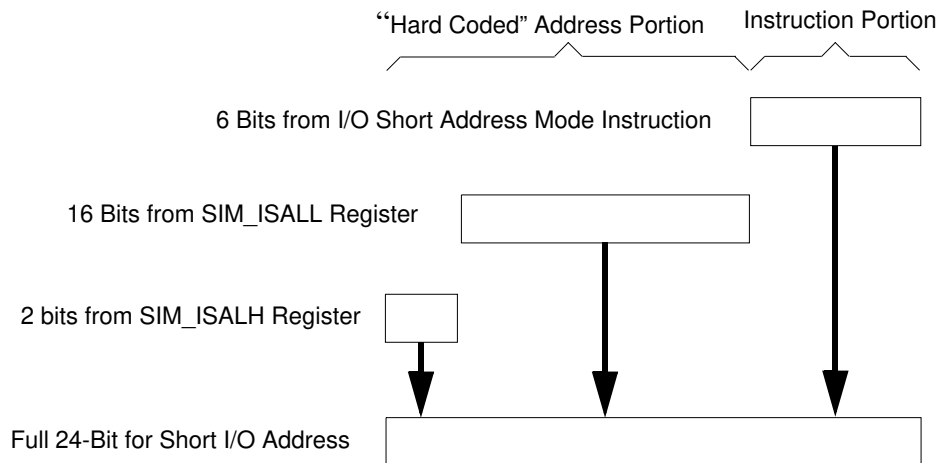 “Hard Coded” Address Portion
Instruction Portion
6 Bits from I/O Short Address Mode Instruction
16 Bits from SIM_ISALL Register
2 bits from SIM_ISALH Register
Full 24-Bit for Short I/O Address